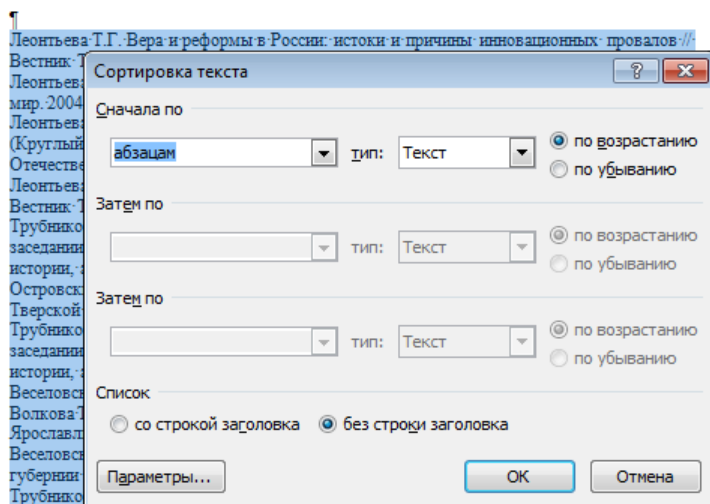 ¶
Леонтьева Т.Г. Вера и реформы в России: истоки и причины инновационных провалов //
Вестник Т
Леонтьева
мир. 2004
Леонтьева
(Круглый
Отечестве
Леонтьева
Вестник Т
Трубнико
заседании
истории,
Островск
Тверской
Трубнико
заседании
истории,
Веселовск
Волкова
Ярославл
Веселовск
губернии
Трубнико
Сортировка текста
Сначала по
абзацам тип: Текст по возрастанию
по убыванию
Затем по
тип: Текст по возрастанию
по убыванию
Затем по
тип: Текст по возрастанию
по убыванию
Список
со строкой заголовка без строки заголовка
Параметры... ОК Отмена